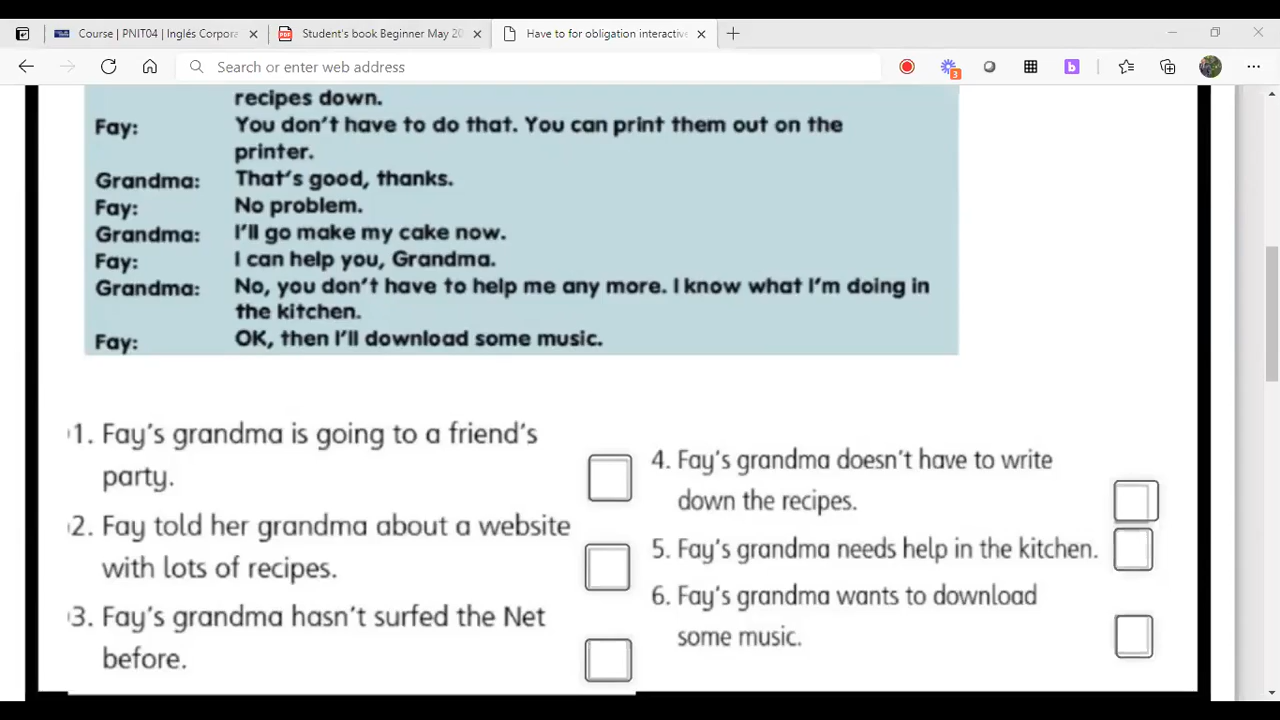 Course | PNIT04 | Inglés Corpora
Student's book Beginner May 20
Have to for obligation interactive
Search or enter web address
3
b
recipes down.
Fay: You don't have to do that. You can print them out on the
printer.
Grandma: That's good, thanks.
Fay: No problem.
Grandma: I'll go make my cake now.
Fay: I can help you, Grandma.
Grandma: No, you don't have to help me any more. I know what I'm doing in
the kitchen.
Fay: OK, then I'll download some music.
1. Fay's grandma is going to a friend's
party.
2. Fay told her grandma about a website
with lots of recipes.
3. Fay's grandma hasn't surfed the Net
before.
4. Fay's grandma doesn't have to write
down the recipes.
5. Fay's grandma needs help in the kitchen.
6. Fay's grandma wants to download
some music.